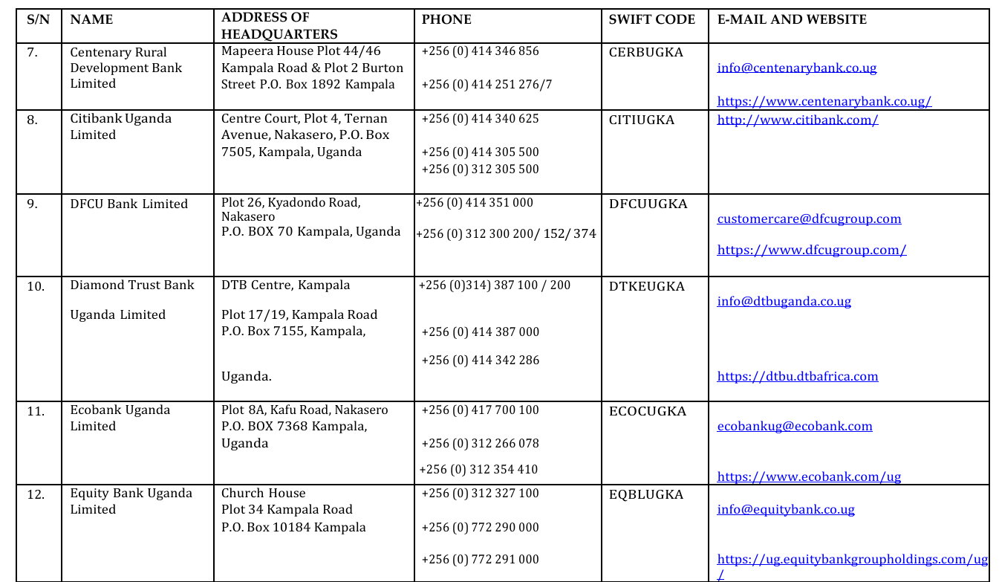 S/N NAME ADDRESS OF HEADQUARTERS PHONE SWIFT CODE E-MAIL AND WEBSITE
7.
Centenary Rural
Development Bank
Limited
Mapeera House Plot 44/46
Kampala Road & Plot 2 Burton
Street P.O. Box 1892 Kampala
+256 (0) 414 346 856
+256 (0) 414 251 276/7
CERBUGKA
info@centenarybank.co.ug
https://www.centenarybank.co.ug/
8.
Citibank Uganda
Limited
Centre Court, Plot 4, Ternan
Avenue, Nakasero, P.O. Box
7505, Kampala, Uganda
+256 (0) 414 340 625
+256 (0) 414 305 500
+256 (0) 312 305 500
CITIUGKA
http://www.citibank.com/
9.
DFCU Bank Limited
Plot 26, Kyadondo Road,
Nakasero
P.O. BOX 70 Kampala, Uganda
+256 (0) 414 351 000
+256 (0) 312 300 200/ 152/ 374
DFCUUGKA
customercare@dfcugroup.com
https://www.dfcugroup.com/
10.
Diamond Trust Bank
Uganda Limited
DTB Centre, Kampala
Plot 17/19, Kampala Road
P.O. Box 7155, Kampala,
Uganda.
+256 (0)314) 387 100 / 200
+256 (0) 414 387 000
+256 (0) 414 342 286
DTKEUGKA
info@dtbuganda.co.ug
https://dtbu.dtbafrica.com
11.
Ecobank Uganda
Limited
Plot 8A, Kafu Road, Nakasero
P.O. BOX 7368 Kampala,
Uganda
+256 (0) 417 700 100
+256 (0) 312 266 078
+256 (0) 312 354 410
ECOCUGKA
ecobankug@ecobank.com
https://www.ecobank.com/ug
12.
Equity Bank Uganda
Limited
Church House
Plot 34 Kampala Road
P.O. Box 10184 Kampala
+256 (0) 312 327 100
+256 (0) 772 290 000
+256 (0) 772 291 000
EQBLUGKA
info@equitybank.co.ug
https://ug.equitybankgroupholdings.com/ug
/